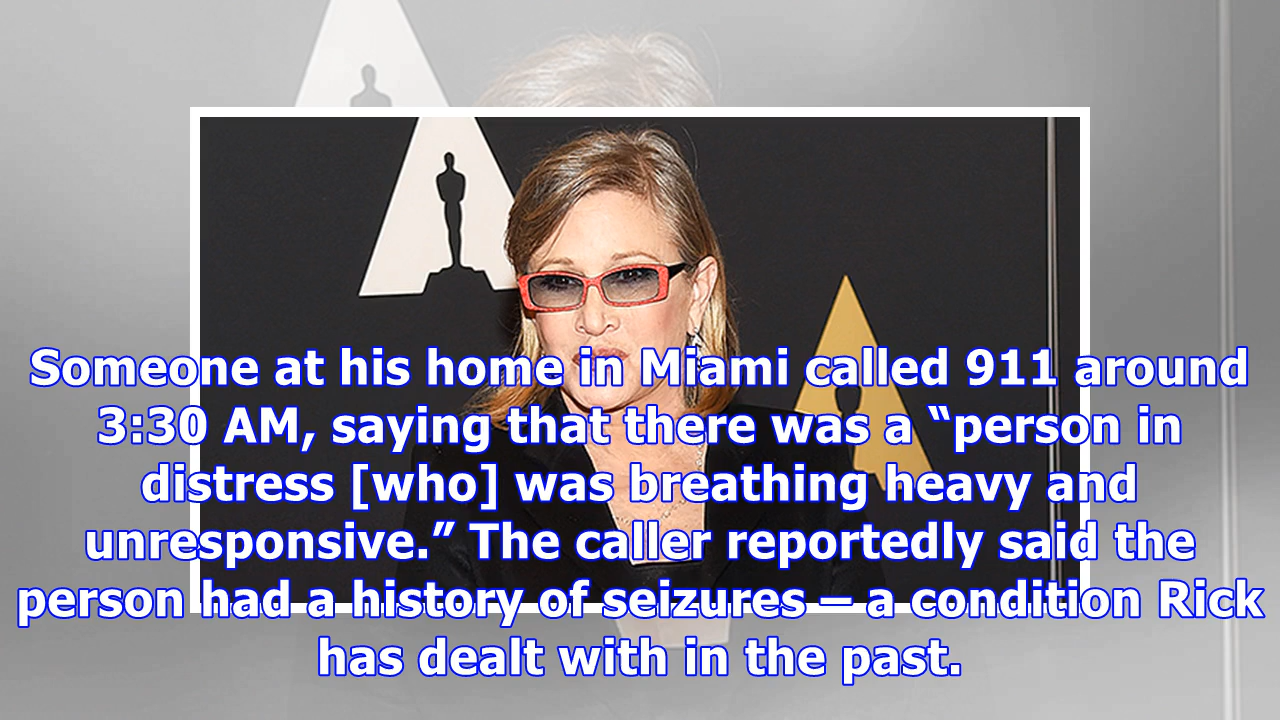 Someone at his home in Miami called 911 around
3:30 AM, saying that there was a “person in
distress [who] was breathing heavy and
unresponsive.” The caller reportedly said the
person had a history of seizures — a condition Rick
has dealt with in the past.